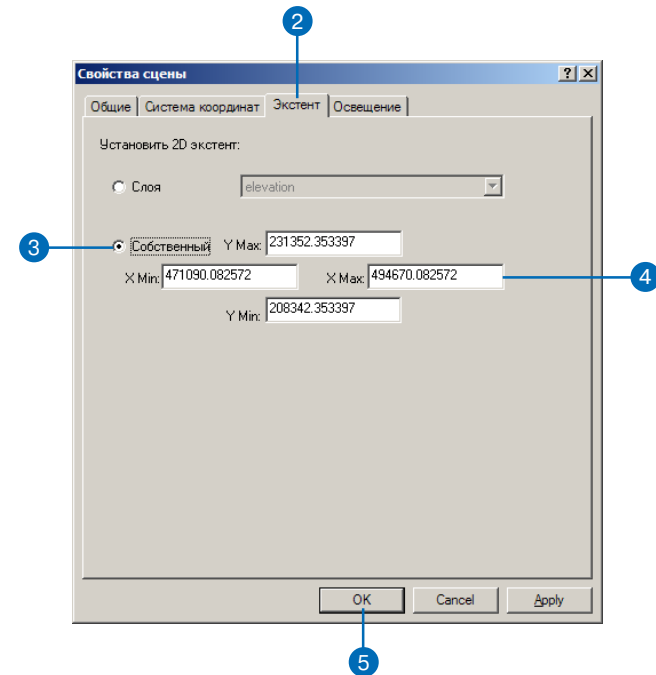 2
Свойства сцены
Общие Система координат Экстент Освещение
Установить 2D экстент:
Слоя elevation
3 Собственный Y Max: 231352.353397
X Min: 471090.082572 X Max: 494670.082572 4
Y Min: 208342.353397
OK Cancel Apply
5